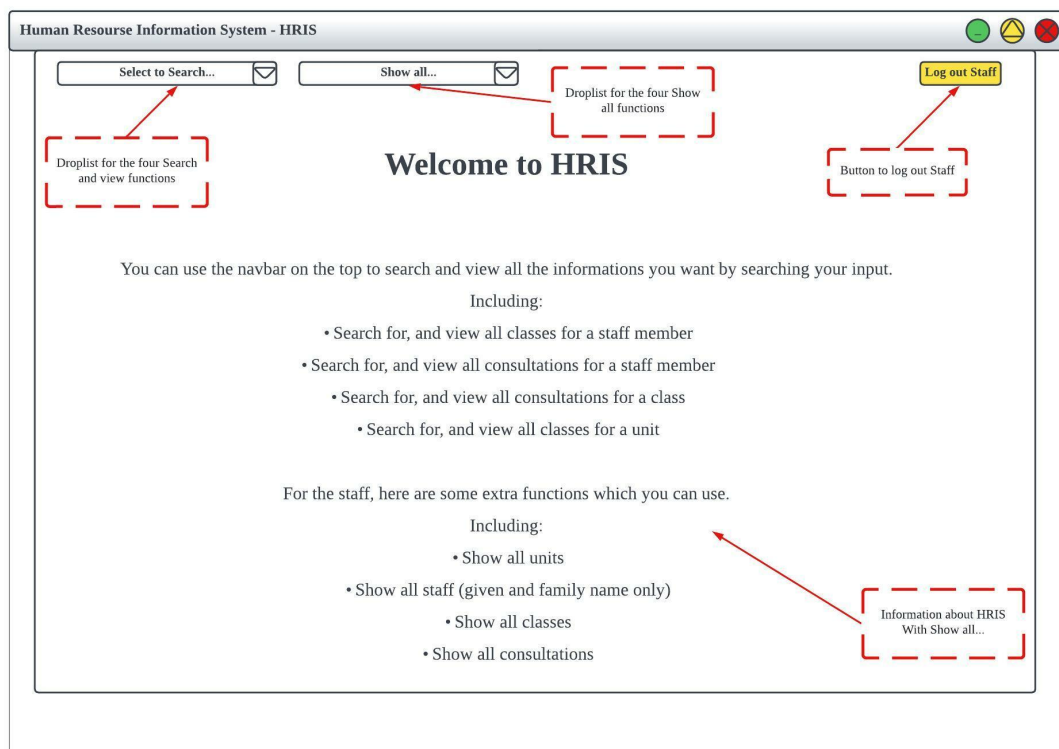 Human Resourse Information System - HRIS
Select to Search...
Show all...
Log out Staff
Droplist for the four Show
all functions
Droplist for the four Search
and view functions
Welcome to HRIS
Button to log out Staff
You can use the navbar on the top to search and view all the informations you want by searching your input.
Including:
• Search for, and view all classes for a staff member
• Search for, and view all consultations for a staff member
• Search for, and view all consultations for a class
• Search for, and view all classes for a unit
For the staff, here are some extra functions which you can use.
Including:
• Show all units
• Show all staff (given and family name only)
• Show all classes
• Show all consultations
Information about HRIS
With Show all...